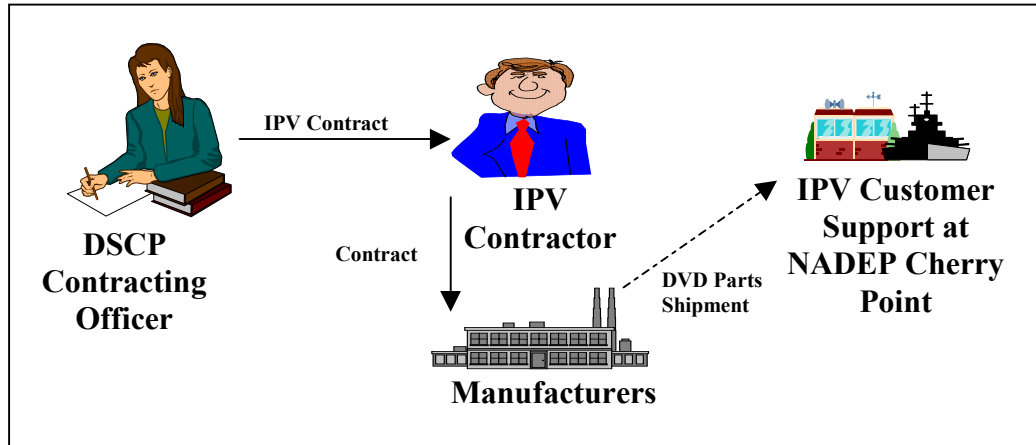 IPV Contract
DSCP
Contracting
Officer
IPV
Contractor
Contract
Manufacturers
DVD Parts
Shipment
IPV Customer
Support at
NADEP Cherry
Point